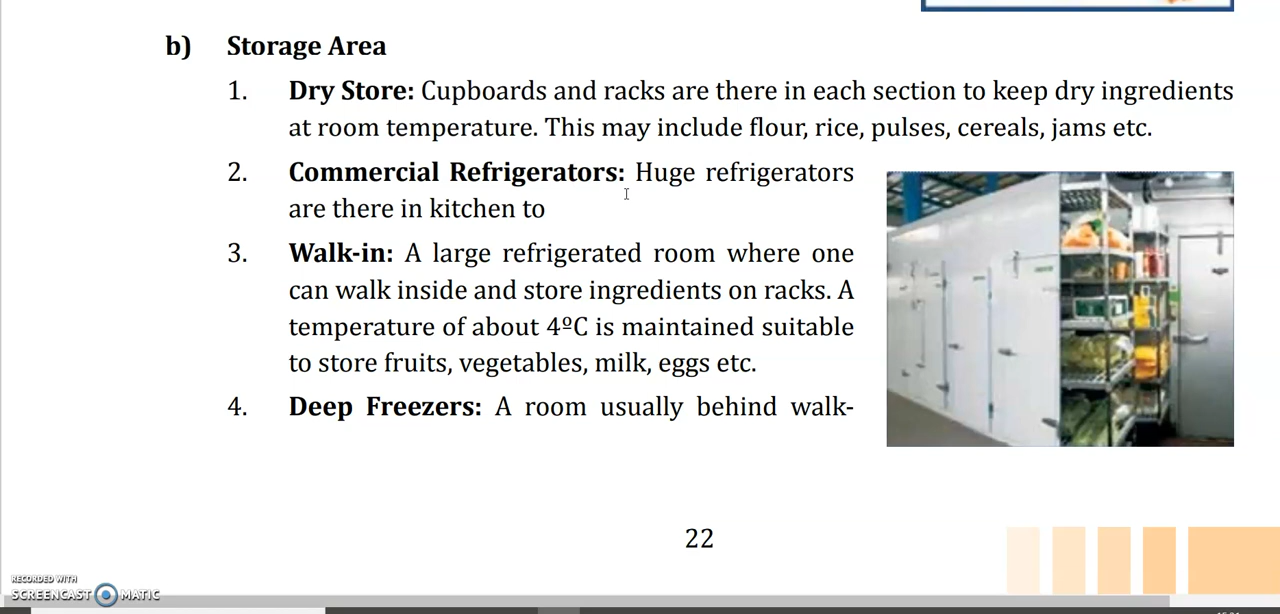 b) Storage Area
1. Dry Store: Cupboards and racks are there in each section to keep dry ingredients
at room temperature. This may include flour, rice, pulses, cereals, jams etc.
2. Commercial Refrigerators: Huge refrigerators
are there in kitchen to
3. Walk-in: A large refrigerated room where one
can walk inside and store ingredients on racks. A
temperature of about 4ºC is maintained suitable
to store fruits, vegetables, milk, eggs etc.
4. Deep Freezers: A room usually behind walk-
22
RECORDED WITH
SCREENCAST MATIC